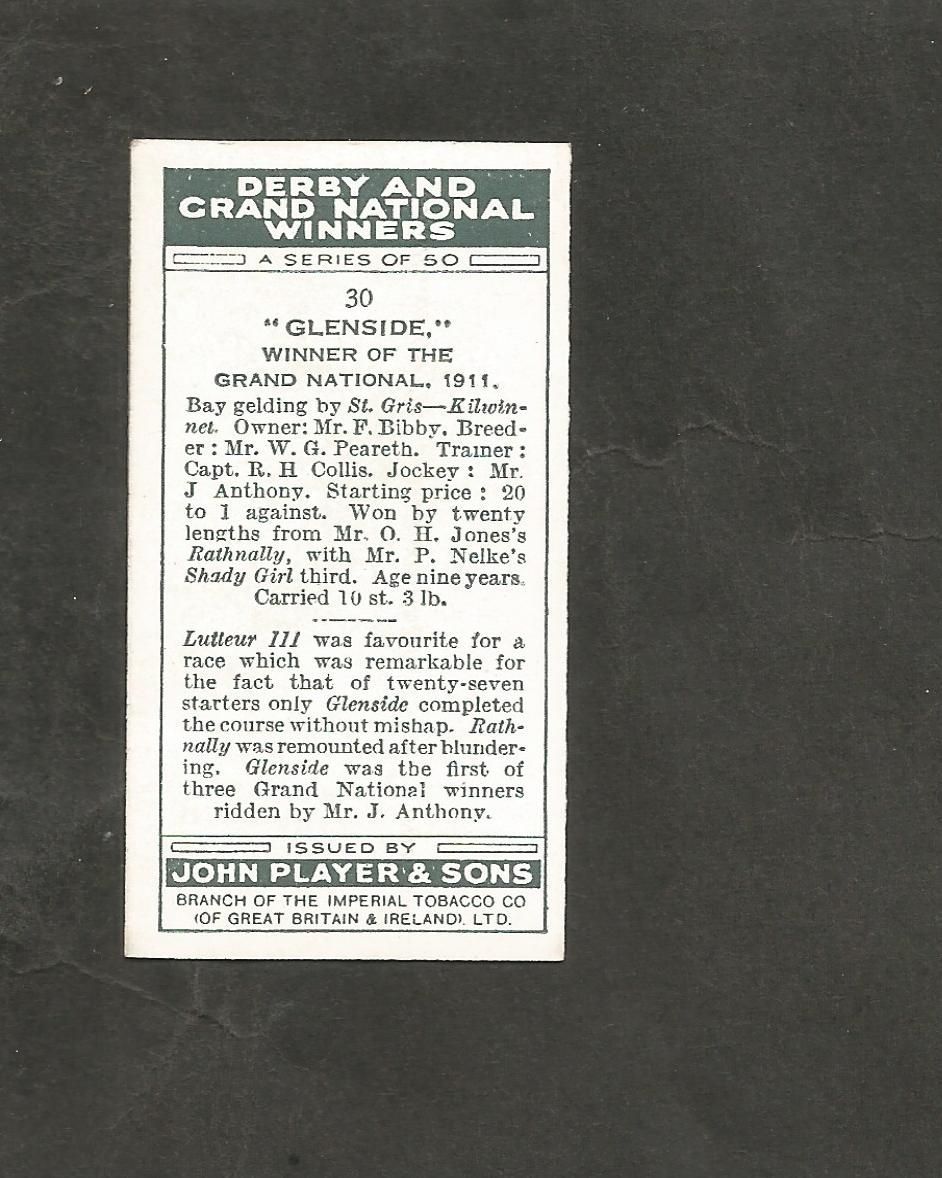 DERBY AND
GRAND NATIONAL
WINNERS
A SERIES OF 50
30
"GLENSIDE,"
WINNER OF THE
GRAND NATIONAL, 1911.
Bay gelding by St. Gris—Kilwin-
net. Owner: Mr. F. Bibby. Breed-
er : Mr. W. G. Peareth. Trainer :
Capt. R. H Collis. Jockey : Mr.
J Anthony. Starting price : 20
to 1 against. Won by twenty
lengths from Mr. O. H. Jones's
Rathnally, with Mr. P. Nelke's
Shady Girl third. Age nine years.
Carried 10 st. 3 lb.
Lutteur III was favourite for a
race which was remarkable for
the fact that of twenty-seven
starters only Glenside completed
the course without mishap. Rath-
nally was remounted after blunder-
ing. Glenside was the first of
three Grand National winners
ridden by Mr. J. Anthony.
ISSUED BY
JOHN PLAYER & SONS
BRANCH OF THE IMPERIAL TOBACCO CO
(OF GREAT BRITAIN & IRELAND), LTD.